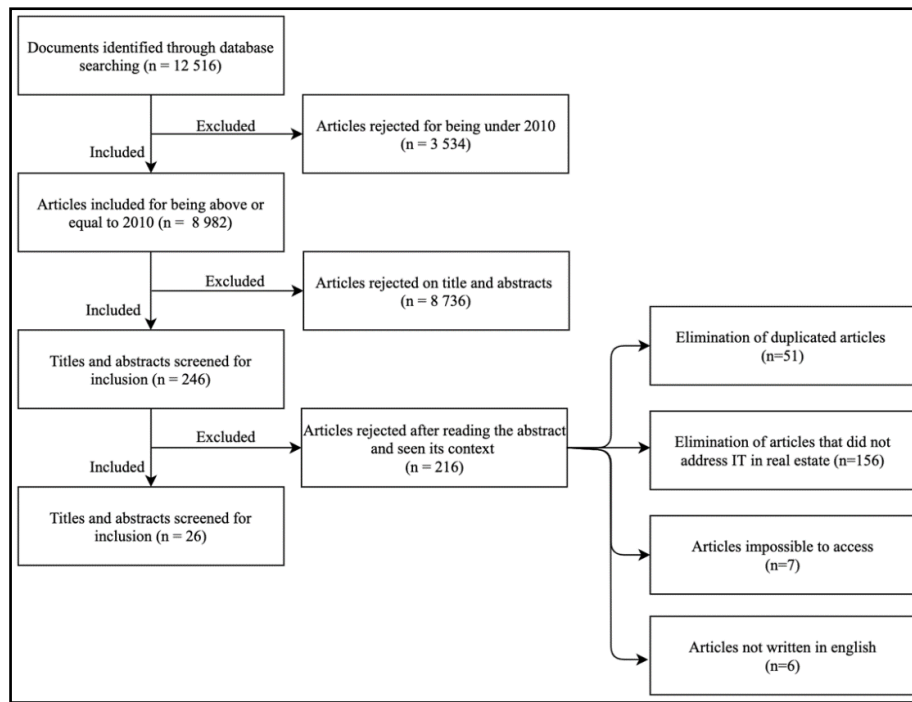 Documents identified through database
searching (n = 12 516)
Excluded
Articles rejected for being under 2010
(n = 3 534)
Included
Articles included for being above or
equal to 2010 (n =  8 982)
Excluded
Articles rejected on title and abstracts
(n = 8 736)
Included
Titles and abstracts screened for
inclusion (n = 246)
Excluded
Articles rejected after reading the abstract
and seen its context
(n = 216)
Included
Titles and abstracts screened for
inclusion (n = 26)
Elimination of duplicated articles
(n=51)
Elimination of articles that did not
address IT in real estate (n=156)
Articles impossible to access
(n=7)
Articles not written in english
(n=6)